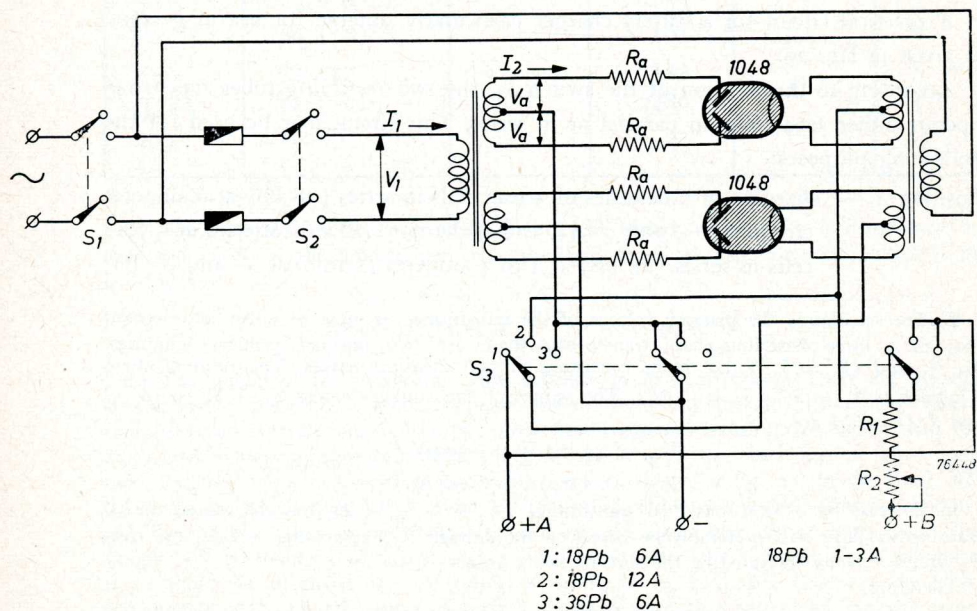 I₂ Rₐ 1048
Vₐ
Vₐ
I₁ Rₐ
V₁
Rₐ 1048
~
S₁ S₂
Rₐ
1 2 3
S₃
R₁
76448
R₂
+A - +B
1 : 18Pb 6A 18Pb 1-3A
2 : 18Pb 12A
3 : 36Pb 6A